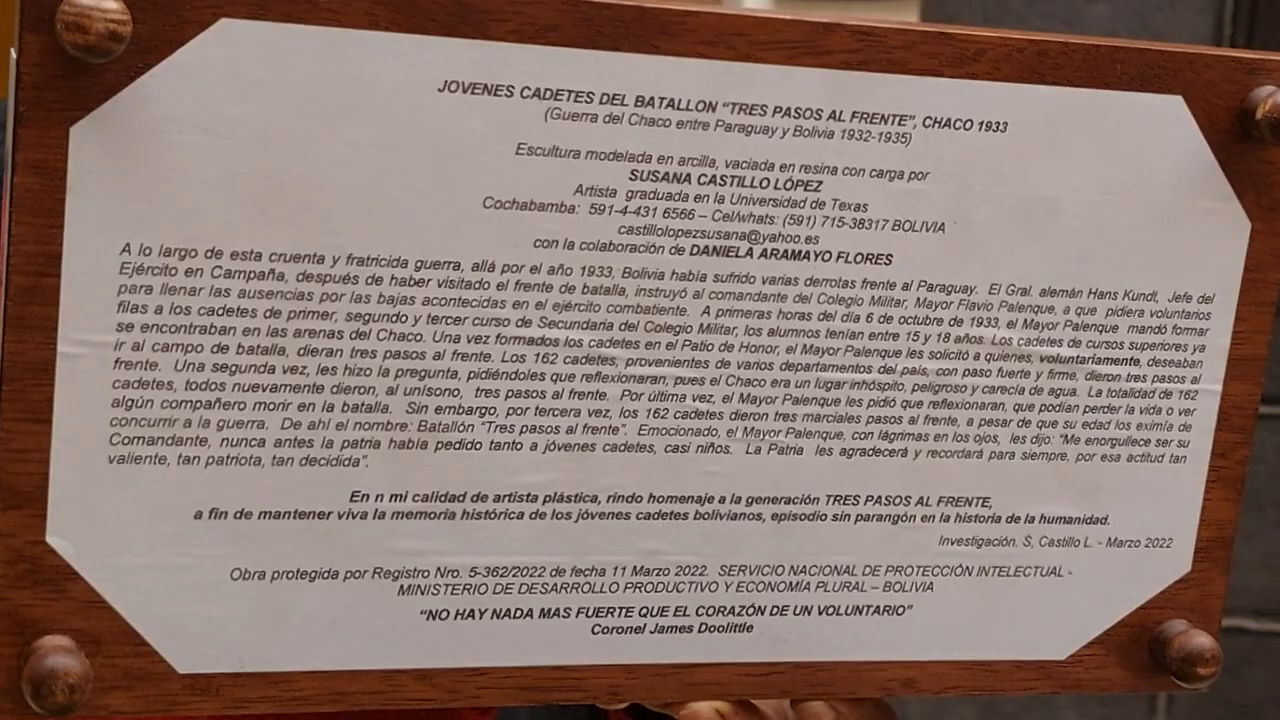 JOVENES CADETES DEL BATALLON “TRES PASOS AL FRENTE”, CHACO 1933
(Guerra del Chaco entre Paraguay y Bolivia 1932-1935)
Escultura modelada en arcilla, vaciada en resina con carga por
SUSANA CASTILLO LÓPEZ
Artista graduada en la Universidad de Texas
Cochabamba: 591-4-431 6566 – Cel/whats: (591) 715-38317 BOLIVIA
castillolopezsusana@yahoo.es
con la colaboración de DANIELA ARAMAYO FLORES
A lo largo de esta cruenta y fratricida guerra, allá por el año 1933, Bolivia había sufrido varias derrotas frente al Paraguay. El Gral. alemán Hans Kundt, Jefe del
Ejército en Campaña, después de haber visitado el frente de batalla, instruyó al comandante del Colegio Militar, Mayor Flavio Palenque, a que pidiera voluntarios
para llenar las ausencias por las bajas acontecidas en el ejército combatiente. A primeras horas del día 6 de octubre de 1933, el Mayor Palenque mandó formar
filas a los cadetes de primer, segundo y tercer curso de Secundaria del Colegio Militar, los alumnos tenían entre 15 y 18 años. Los cadetes de cursos superiores ya
se encontraban en las arenas del Chaco. Una vez formados los cadetes en el Patio de Honor, el Mayor Palenque les solicitó a quienes, voluntariamente, deseaban
ir al campo de batalla, dieran tres pasos al frente. Los 162 cadetes, provenientes de varios departamentos del país, con paso fuerte y firme, dieron tres pasos al
frente. Una segunda vez, les hizo la pregunta, pidiéndoles que reflexionaran, pues el Chaco era un lugar inhóspito, peligroso y carecía de agua. La totalidad de 162
cadetes, todos nuevamente dieron, al unísono, tres pasos al frente. Por última vez, el Mayor Palenque les pidió que reflexionaran, que podían perder la vida o ver
algún compañero morir en la batalla. Sin embargo, por tercera vez, los 162 cadetes dieron tres marciales pasos al frente, a pesar de que su edad los eximía de
concurrir a la guerra. De ahí el nombre: Batallón “Tres pasos al frente”. Emocionado, el Mayor Palenque, con lágrimas en los ojos, les dijo: “Me enorgullece ser su
Comandante, nunca antes la patria había pedido tanto a jóvenes cadetes, casi niños. La Patria les agradecerá y recordará para siempre, por esa actitud tan
valiente, tan patriota, tan decidida”.
En n mi calidad de artista plástica, rindo homenaje a la generación TRES PASOS AL FRENTE,
a fin de mantener viva la memoria histórica de los jóvenes cadetes bolivianos, episodio sin parangón en la historia de la humanidad.
Investigación. S, Castillo L. - Marzo 2022
Obra protegida por Registro Nro. 5-362/2022 de fecha 11 Marzo 2022. SERVICIO NACIONAL DE PROTECCIÓN INTELECTUAL -
MINISTERIO DE DESARROLLO PRODUCTIVO Y ECONOMÍA PLURAL – BOLIVIA
“NO HAY NADA MAS FUERTE QUE EL CORAZÓN DE UN VOLUNTARIO”
Coronel James Doolittle